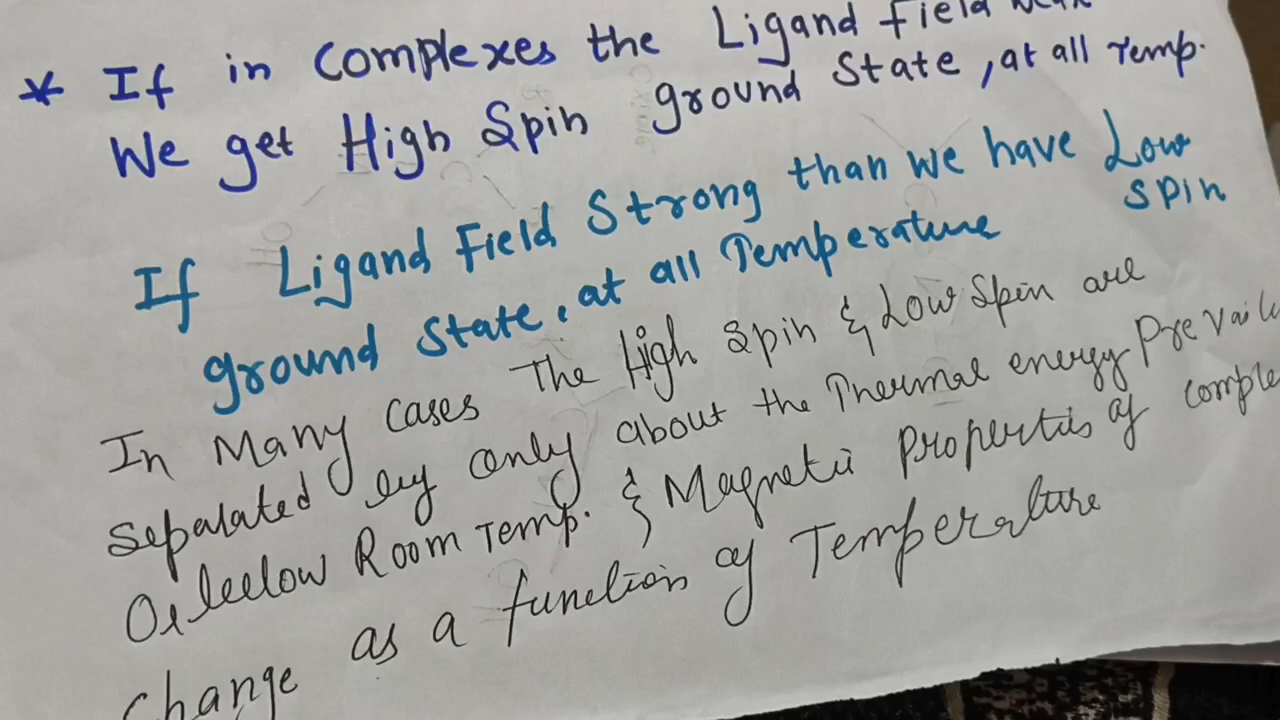 * If in complexes the Ligand field weak
We get High Spin ground State, at all Temp.
If Ligand Field Strong than we have Low
spin
ground State, at all Temperature
In Many cases The High Spin & Low Spin are
separated by only about the Thermal energy
Or below Room Temp. & Magnetic Properties of
change as a function of Temperature